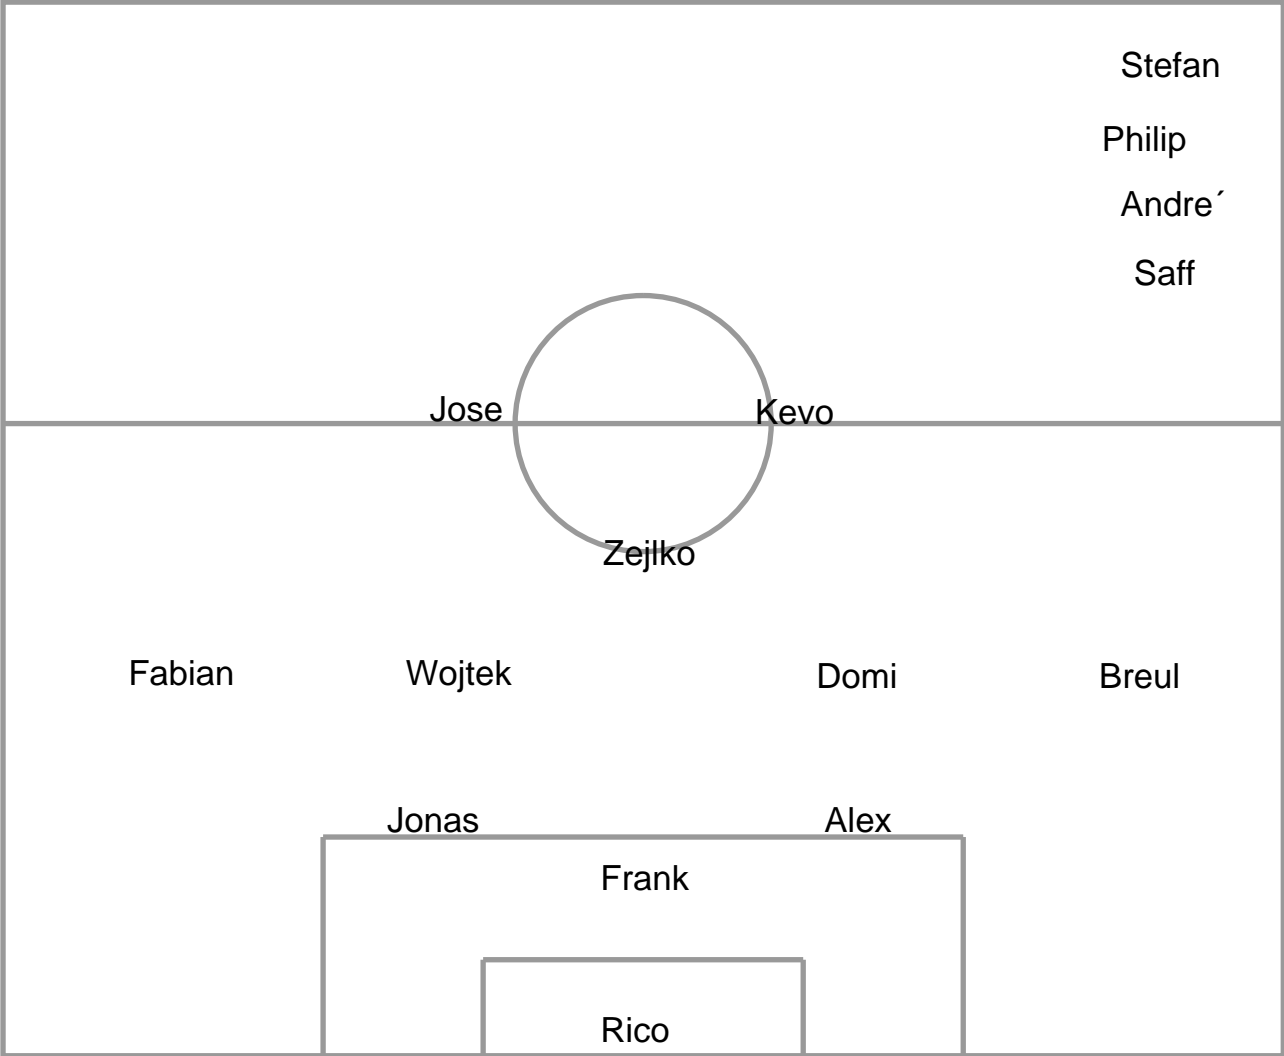 Stefan
Philip
Andre´
Saff
Jose Kevo
Zejlko
Fabian Wojtek Domi Breul
Jonas Alex
Frank
Rico